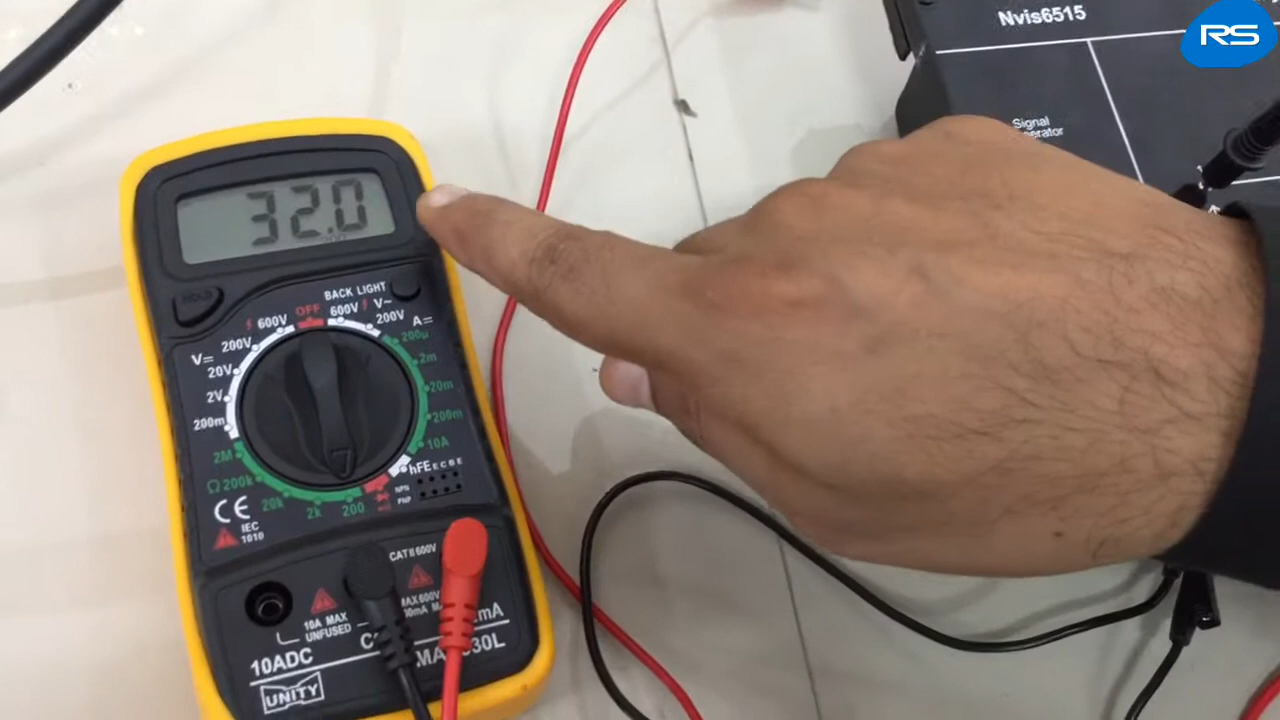 Nvis6515
RS
Signal
32.0
200
HOLD
BACK LIGHT
OFF
600V
600V
V~
200V
A=
200V
V=
20V
2V
200m
200µ
2m
20m
200m
10A
2M
Ω 200k
20k
2k
200
hFE
E C B E
NPN
PNP
CE
IEC
1010
CAT II 600V
10A MAX
UNFUSED
MAX 600V
10ADC
UNITY